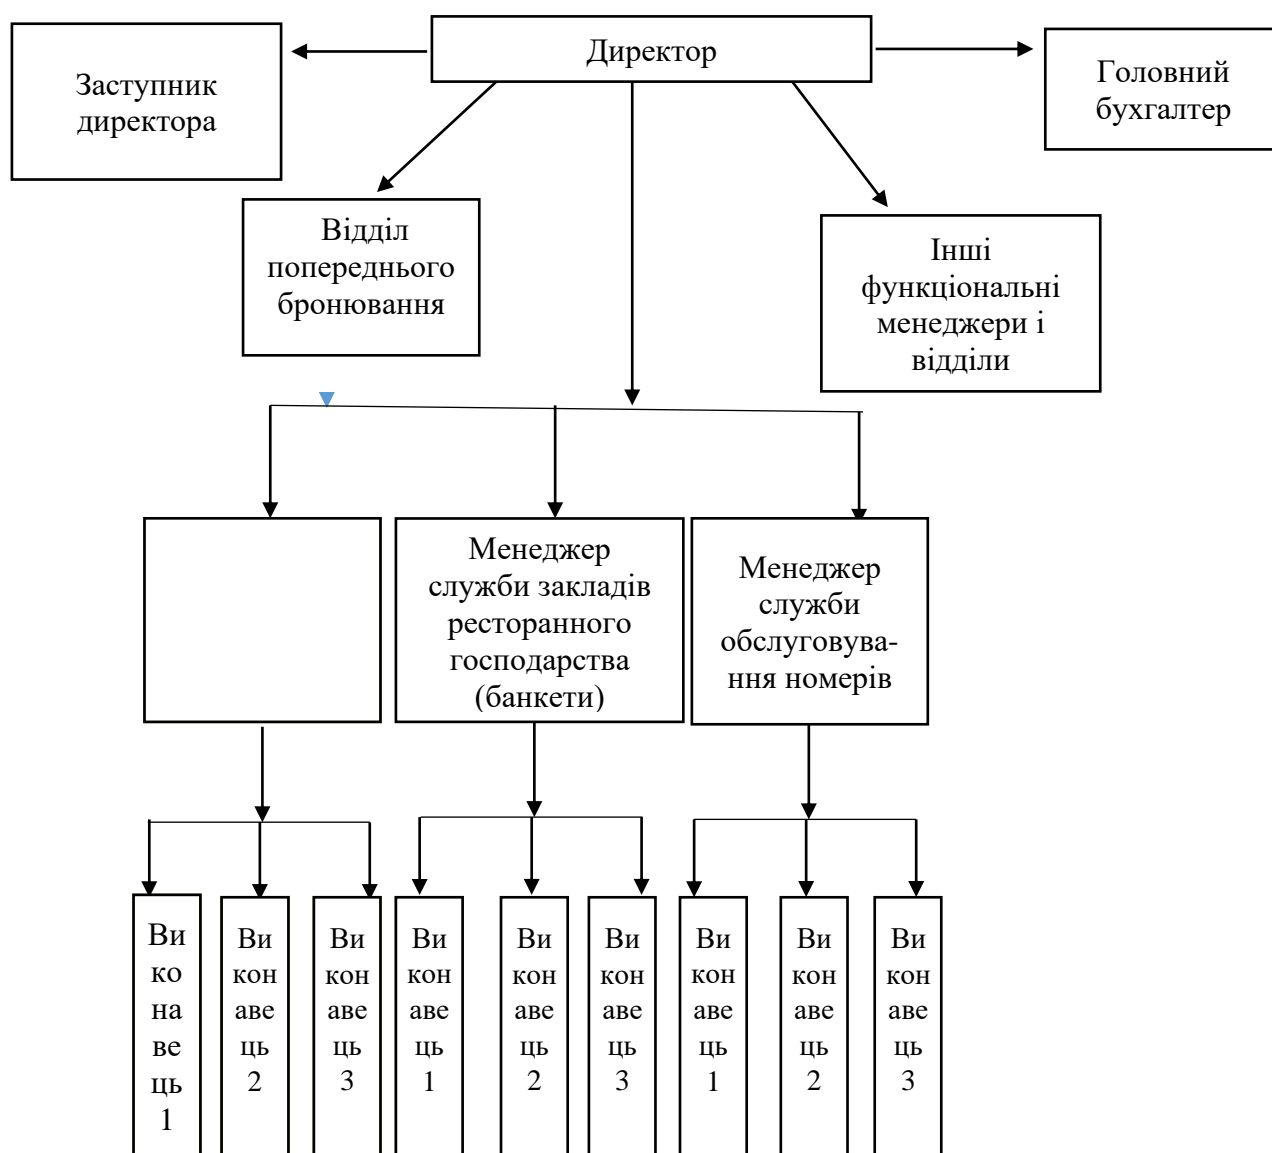 Директор
Заступник
директора
Головний
бухгалтер
Відділ
попереднього
бронювання
Інші
функціональні
менеджери і
відділи
Менеджер
служби закладів
ресторанного
господарства
(банкети)
Менеджер
служби
обслуговува-
ння номерів
Ви
ко
на
ве
ць
1
Ви
кон
аве
ць
2
Ви
кон
аве
ць
3
Ви
кон
аве
ць
1
Ви
кон
аве
ць
2
Ви
кон
аве
ць
3
Ви
кон
аве
ць
1
Ви
кон
аве
ць
2
Ви
кон
аве
ць
3